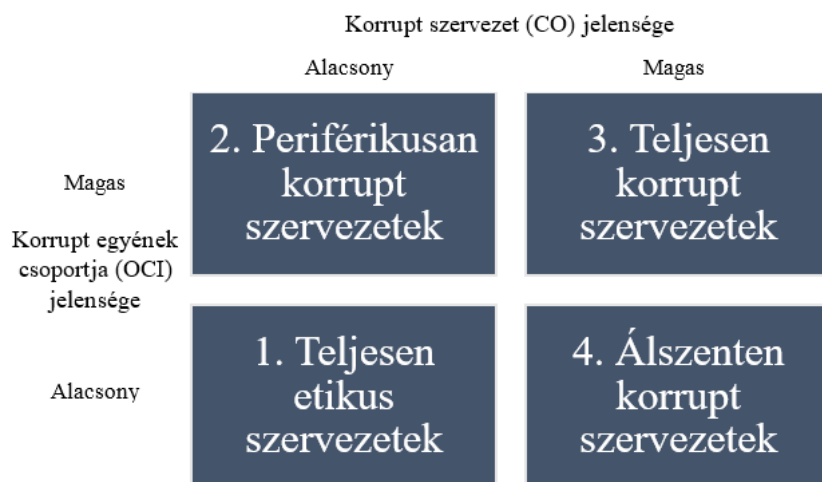 Korrupt szervezet (CO) jelensége
Alacsony
Magas
Magas
Korrupt egyének
csoportja (OCI)
jelensége
Alacsony
2. Periférikusan
korrupt
szervezetek
3. Teljesen
korrupt
szervezetek
1. Teljesen
etikus
szervezetek
4. Álszenten
korrupt
szervezetek